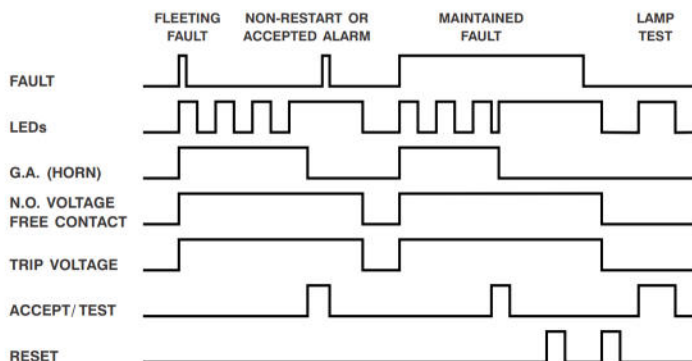 FLEETING
FAULT
NON-RESTART OR
ACCEPTED ALARM
MAINTAINED
FAULT
LAMP
TEST
FAULT
LEDs
G.A. (HORN)
N.O. VOLTAGE
FREE CONTACT
TRIP VOLTAGE
ACCEPT/TEST
RESET